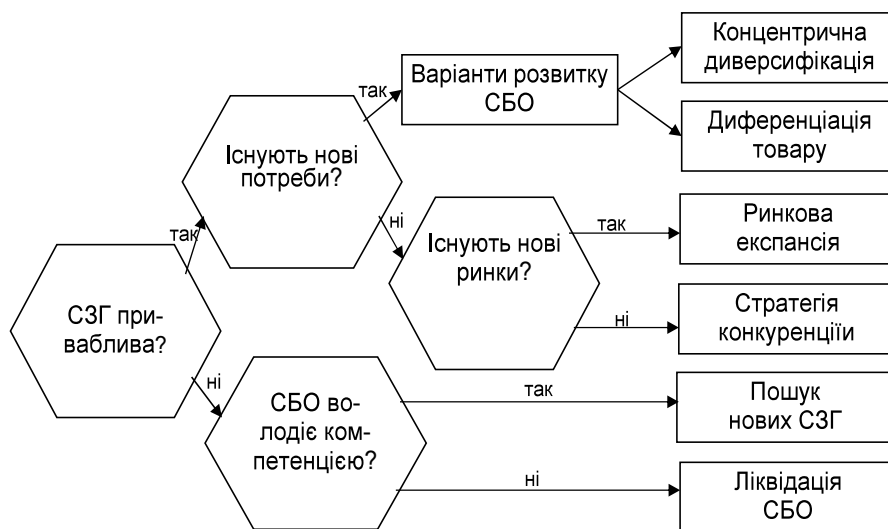 СЗГ при-
ваблива?
так
ні
Існують нові
потреби?
так
ні
Варіанти розвитку
СБО
Концентрична
диверсифікація
Диференціація
товару
Існують нові
ринки?
так
ні
Ринкова
експансія
Стратегія
конкуренціїи
СБО во-
лодіє ком-
петенцією?
так
ні
Пошук
нових СЗГ
Ліквідація
СБО